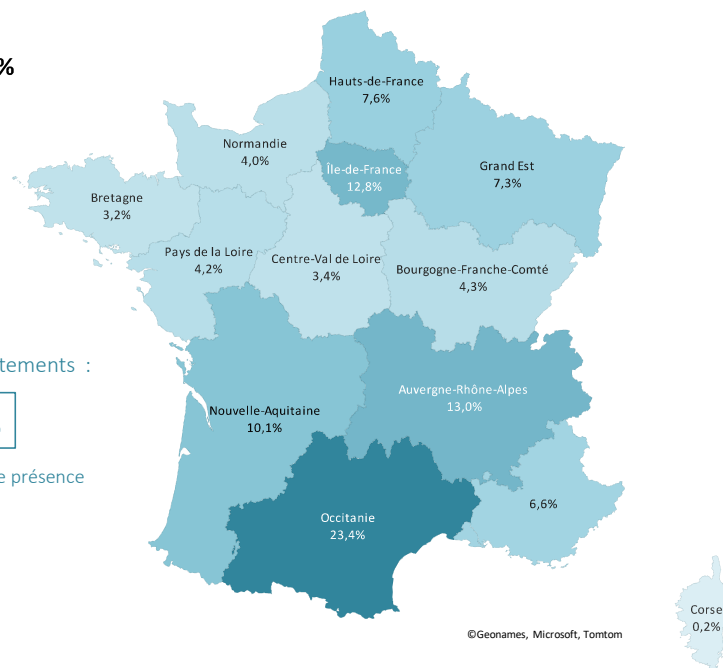 %
Hauts-de-France
7,6%
Normandie
4,0%
Île-de-France
12,8%
Grand Est
7,3%
Bretagne
3,2%
Pays de la Loire
4,2%
Centre-Val de Loire
3,4%
Bourgogne-Franche-Comté
4,3%
tements :
Auvergne-Rhône-Alpes
13,0%
Nouvelle-Aquitaine
10,1%
e présence
6,6%
Occitanie
23,4%
Corse
0,2%
©Geonames, Microsoft, Tomtom